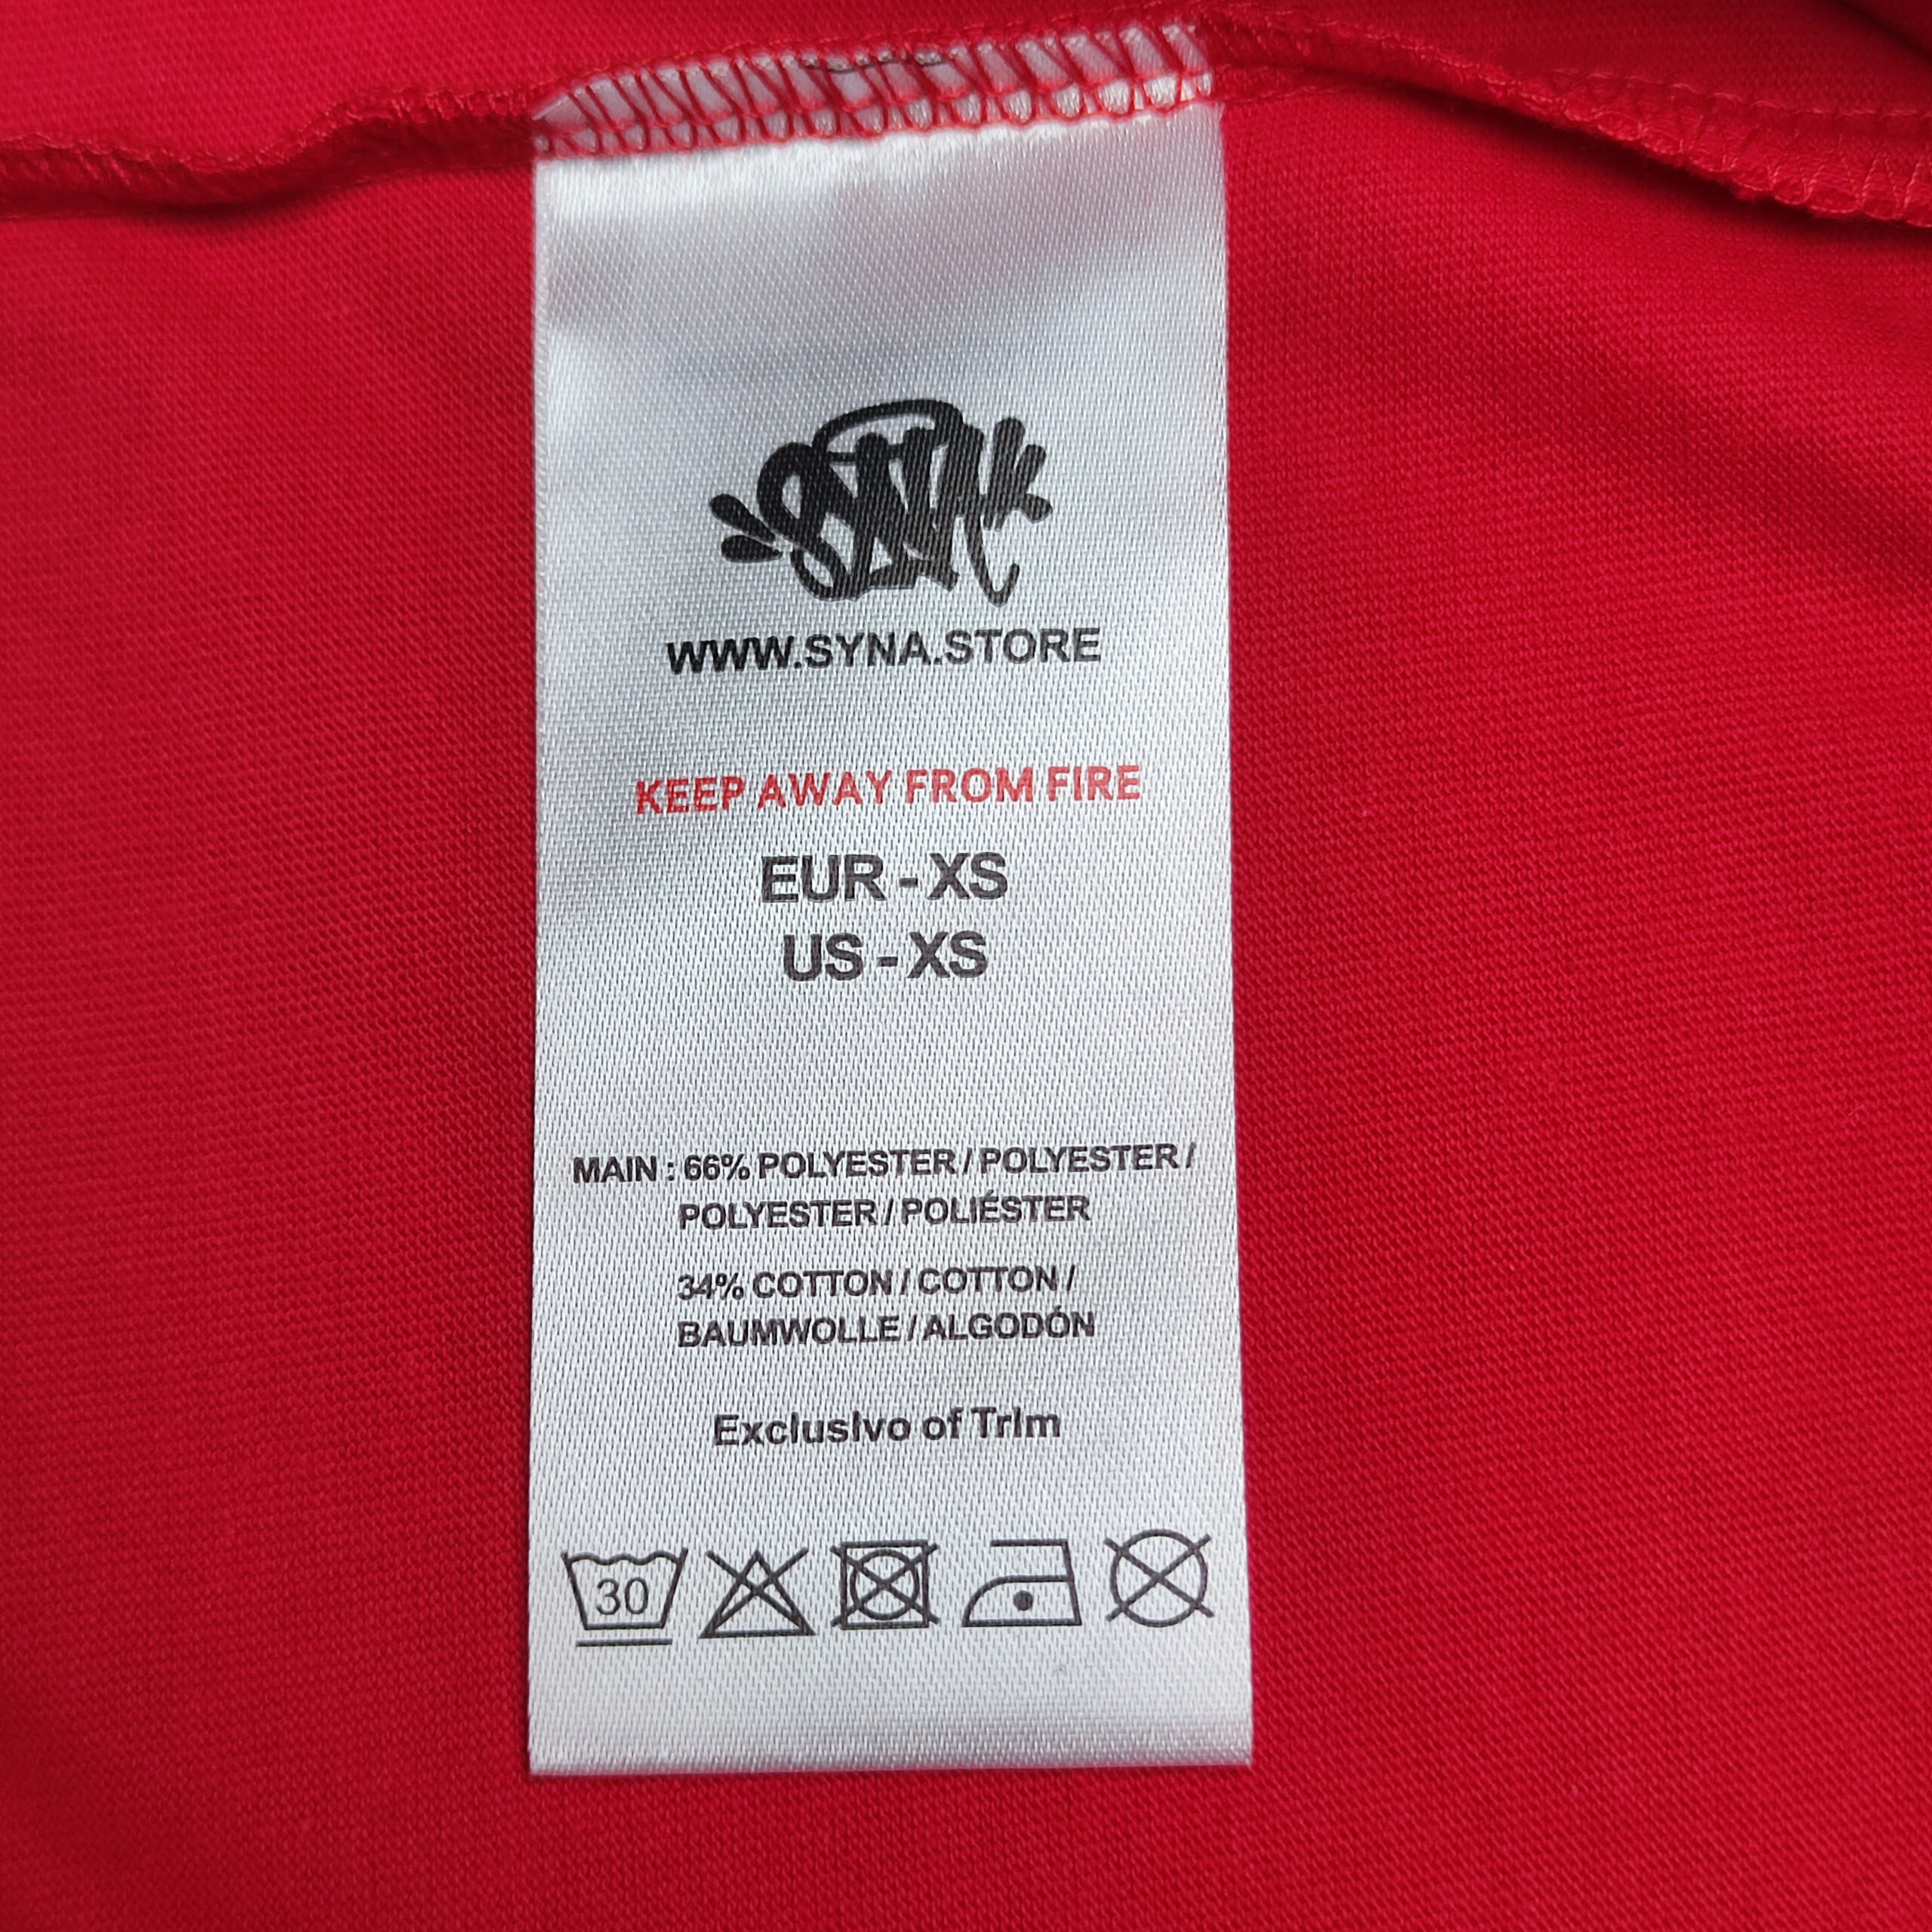 SYNA
WWW.SYNA.STORE
KEEP AWAY FROM FIRE
EUR - XS
US - XS
MAIN : 66% POLYESTER / POLYESTER /
POLYESTER / POLIÉSTER
34% COTTON / COTTON /
BAUMWOLLE / ALGODÓN
Exclusivo of Trim
30